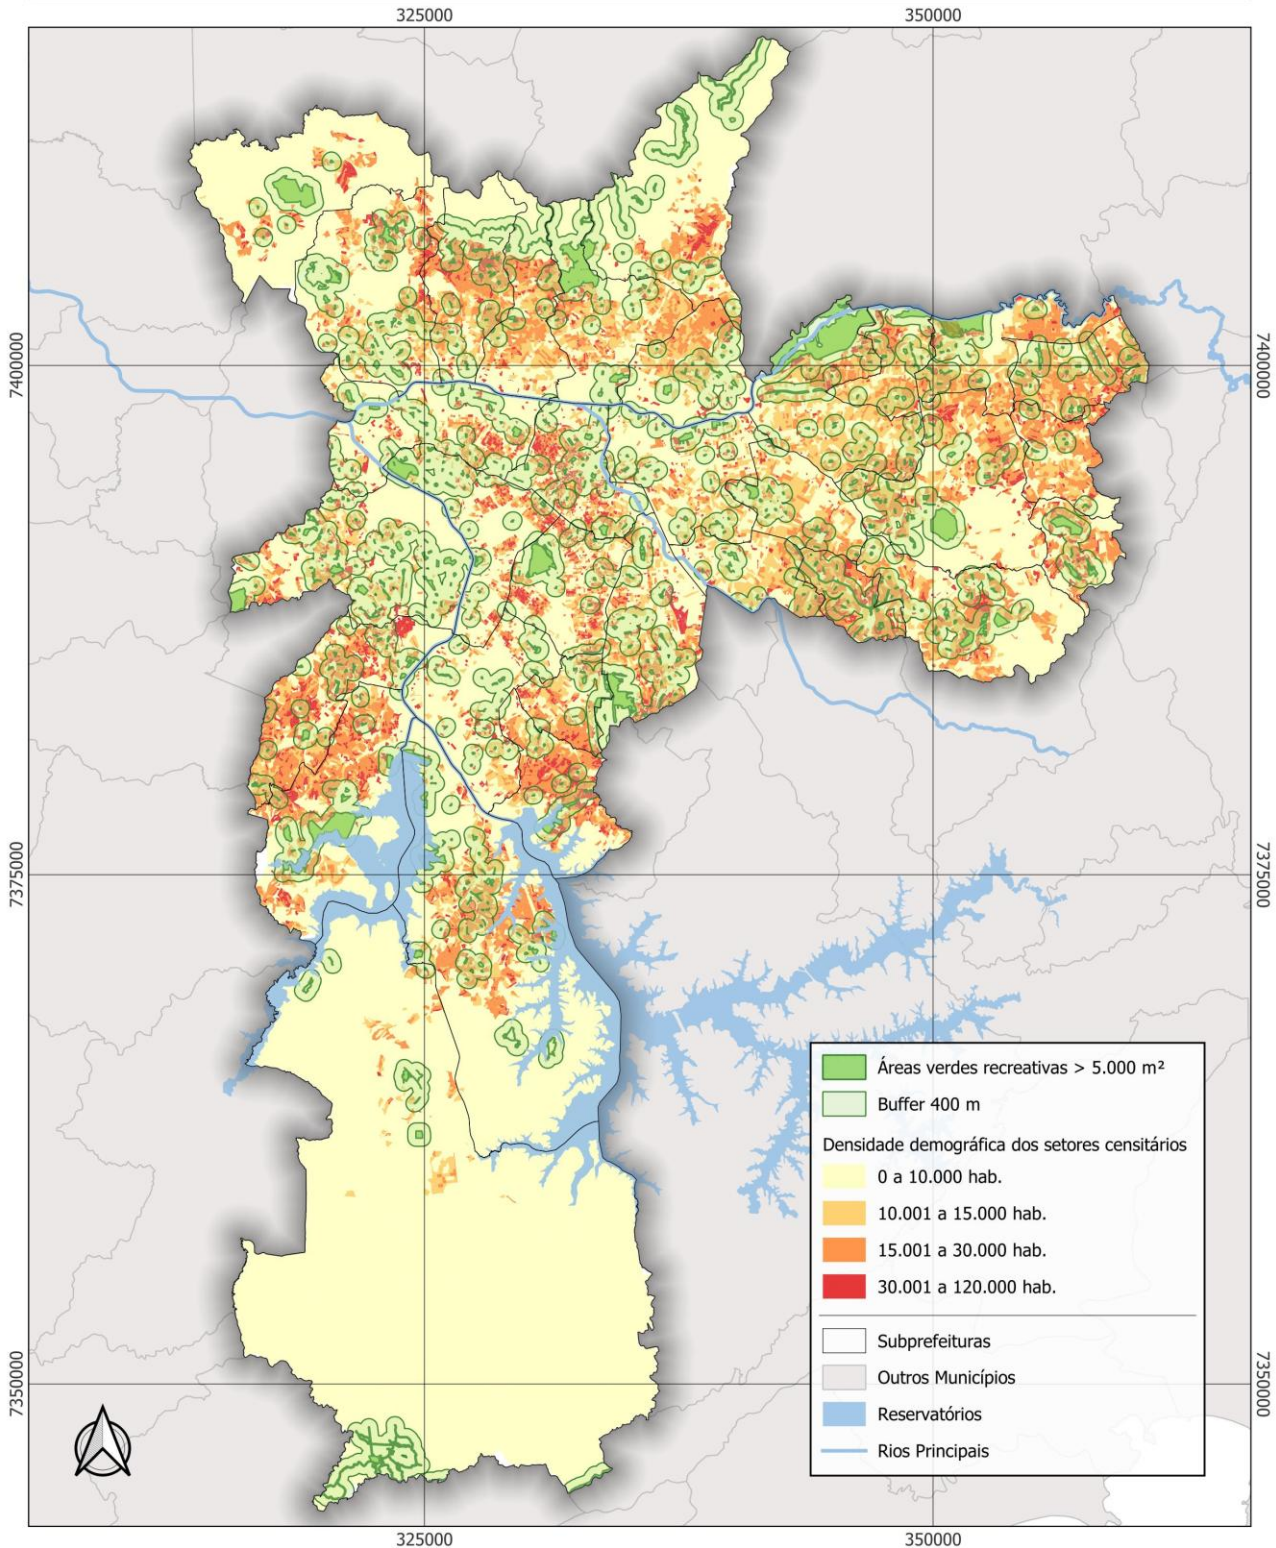 325000
350000
7400000
7400000
7375000
7375000
Áreas verdes recreativas > 5.000 m²
Buffer 400 m
Densidade demográfica dos setores censitários
0 a 10.000 hab.
10.001 a 15.000 hab.
15.001 a 30.000 hab.
30.001 a 120.000 hab.
Subprefeituras
Outros Municípios
Reservatórios
Rios Principais
7350000
7350000
325000
350000